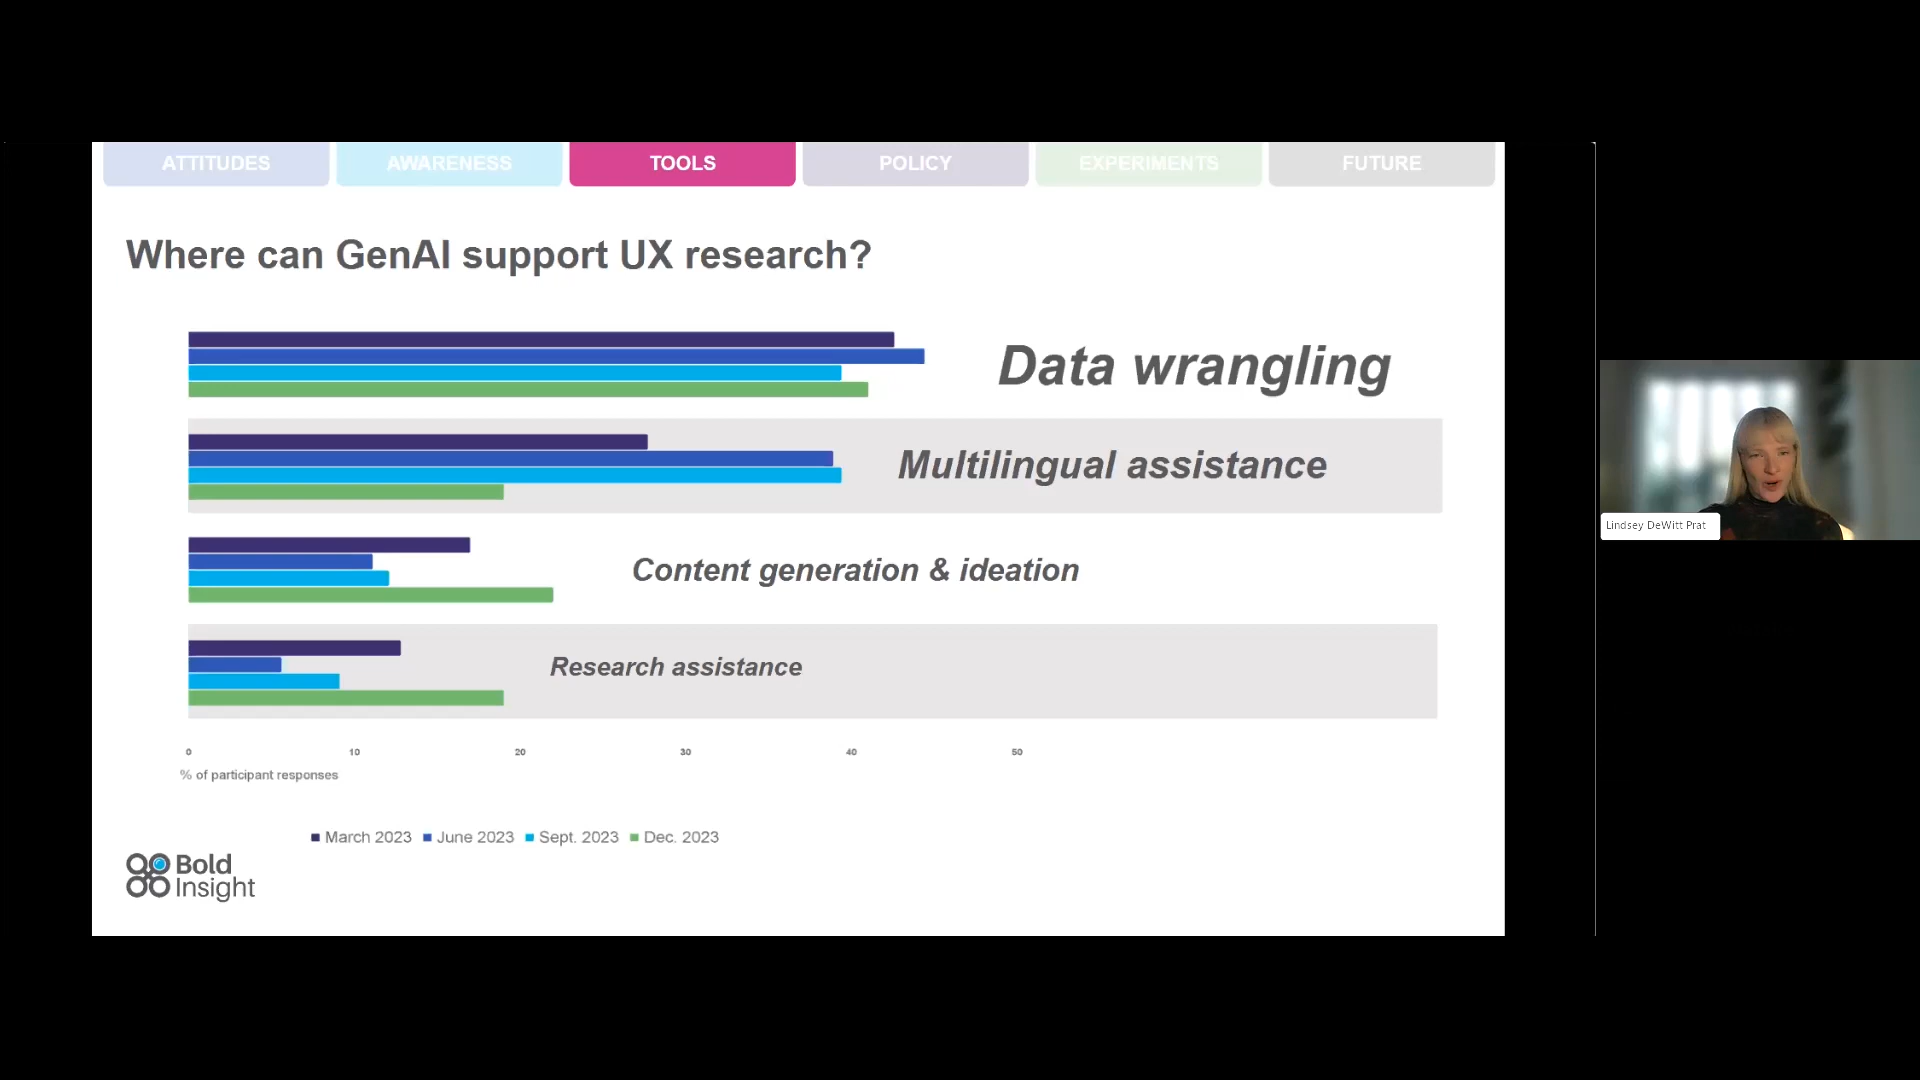 ATTITUDES
AWARENESS
TOOLS
POLICY
EXPERIMENTS
FUTURE
Where can GenAI support UX research?
Data wrangling
Multilingual assistance
Content generation & ideation
Research assistance
0 10 20 30 40 50
% of participant responses
March 2023 June 2023 Sept. 2023 Dec. 2023
Bold
Insight
Lindsey DeWitt Prat